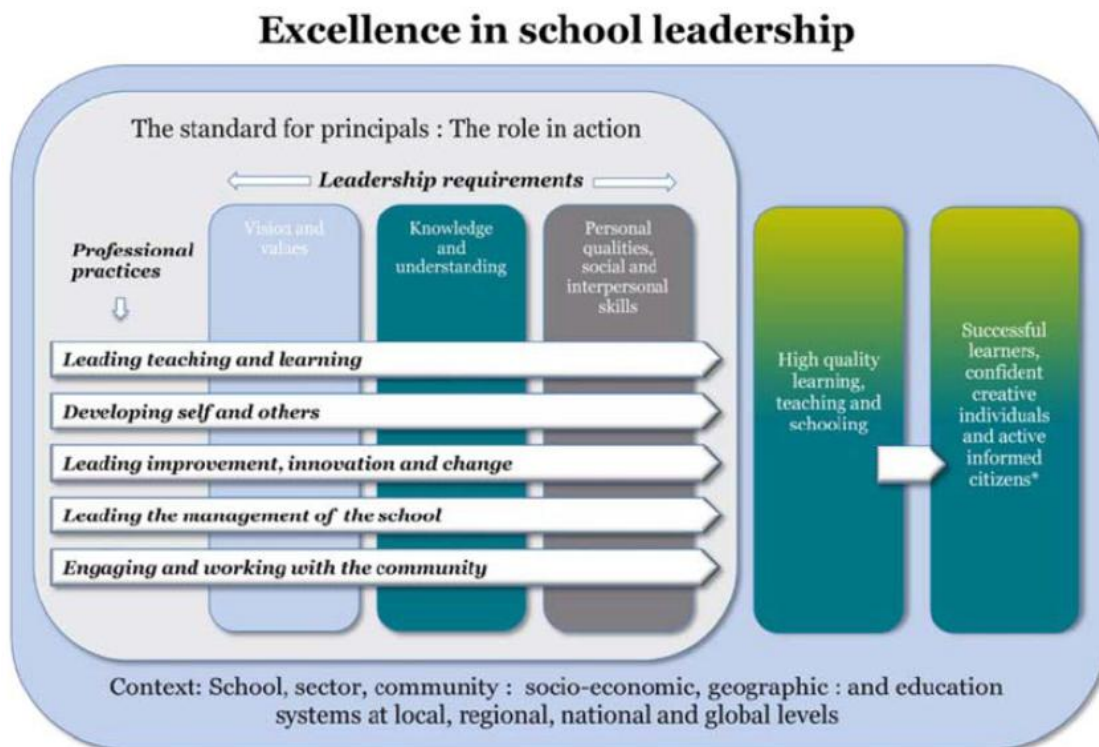 Excellence in school leadership
The standard for principals : The role in action
Leadership requirements
Professional
practices
Vision and
values
Knowledge
and
understanding
Personal
qualities,
social and
interpersonal
skills
Leading teaching and learning
Developing self and others
Leading improvement, innovation and change
Leading the management of the school
Engaging and working with the community
High quality
learning,
teaching and
schooling
Successful
learners,
confident
creative
individuals
and active
informed
citizens*
Context: School, sector, community : socio-economic, geographic : and education
systems at local, regional, national and global levels